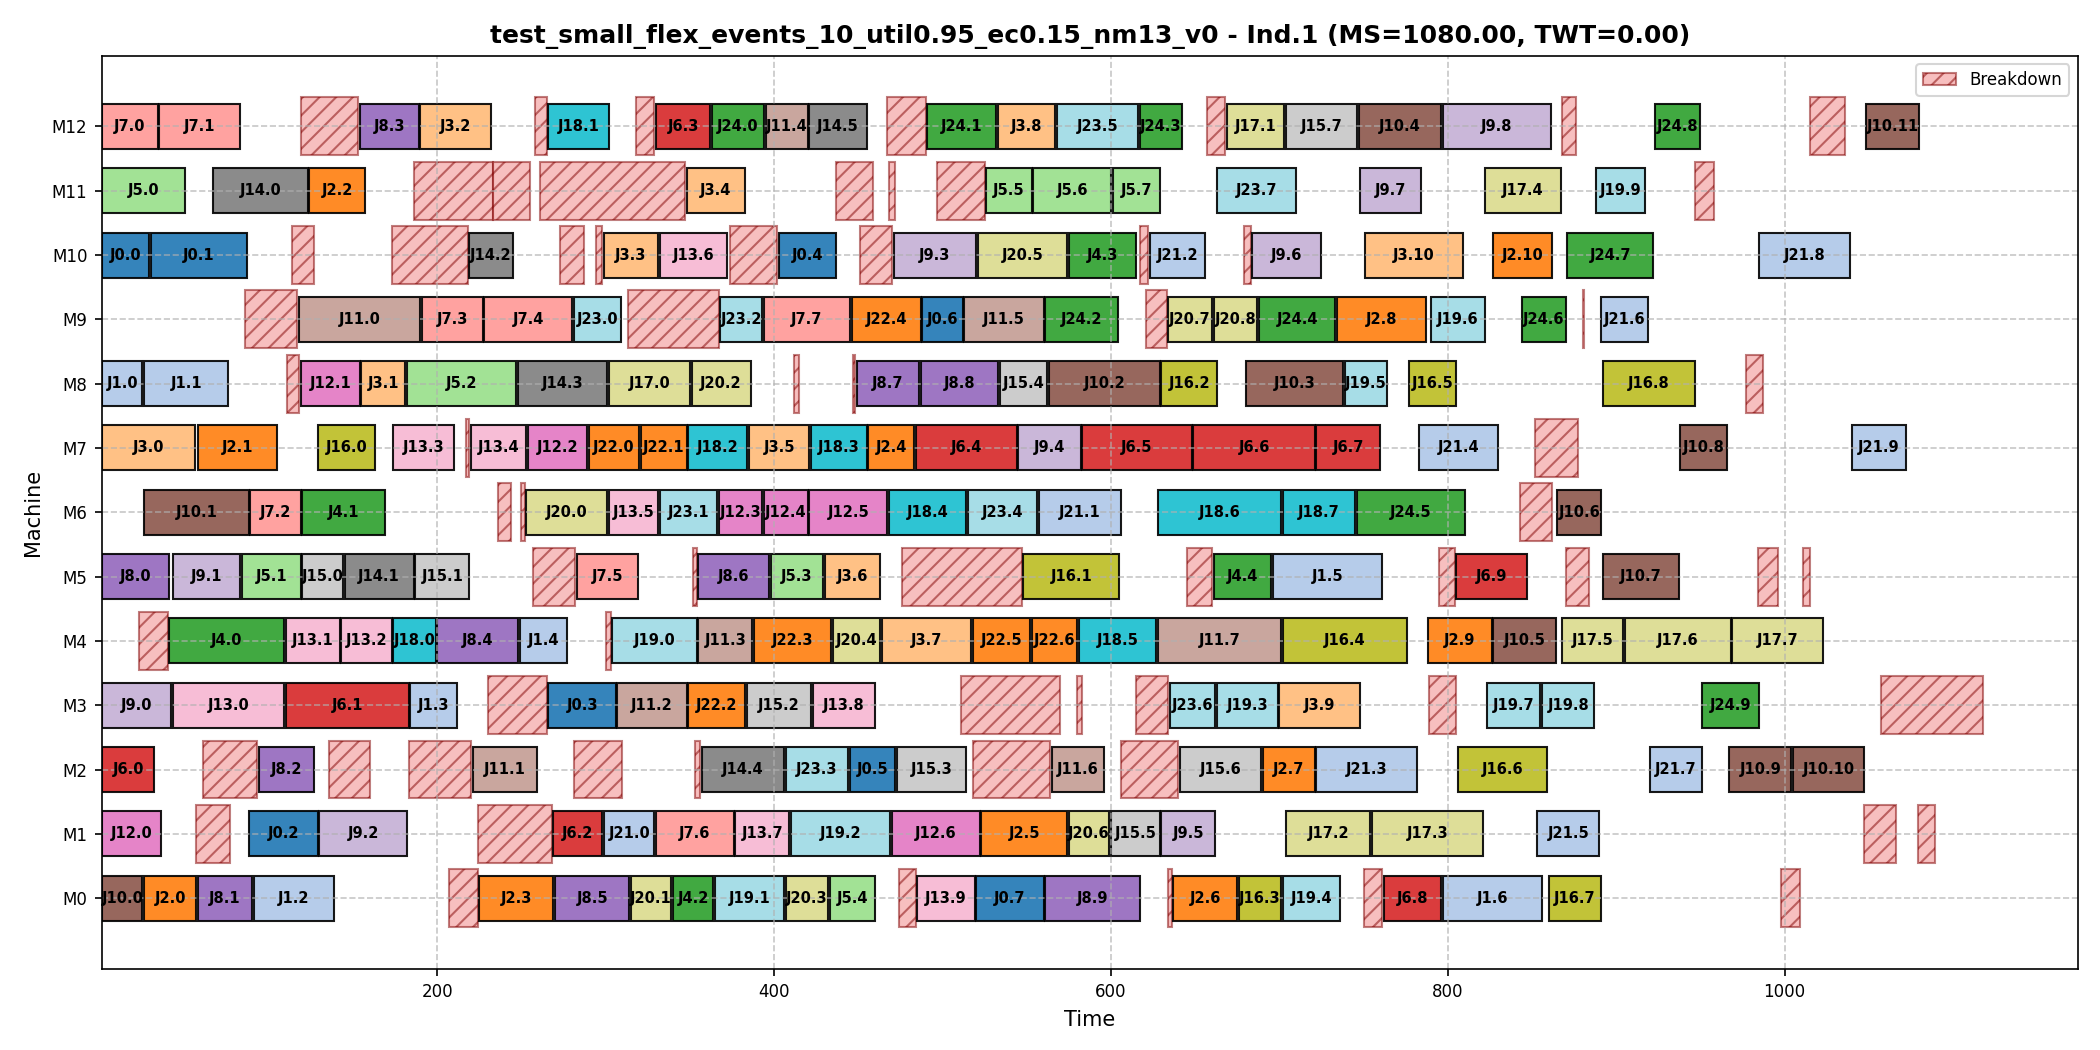 test_small_flex_events_10_util0.95_ec0.15_nm13_v0 - Ind.1 (MS=1080.00, TWT=0.00)
Breakdown
M12 J7.0 J7.1 J8.3 J3.2 J18.1 J6.3 J24.0 J11.4 J14.5 J24.1 J3.8 J23.5 J24.3 J17.1 J15.7 J10.4 J9.8 J24.8 J10.11
M11 J5.0 J14.0 J2.2 J3.4 J5.5 J5.6 J5.7 J23.7 J9.7 J17.4 J19.9
M10 J0.0 J0.1 J14.2 J3.3 J13.6 J0.4 J9.3 J20.5 J4.3 J21.2 J9.6 J3.10 J2.10 J24.7 J21.8
M9 J11.0 J7.3 J7.4 J23.0 J23.2 J7.7 J22.4 J0.6 J11.5 J24.2 J20.7 J20.8 J24.4 J2.8 J19.6 J24.6 J21.6
M8 J1.0 J1.1 J12.1 J3.1 J5.2 J14.3 J17.0 J20.2 J8.7 J8.8 J15.4 J10.2 J16.2 J10.3 J19.5 J16.5 J16.8
M7 J3.0 J2.1 J16.0 J13.3 J13.4 J12.2 J22.0 J22.1 J18.2 J3.5 J18.3 J2.4 J6.4 J9.4 J6.5 J6.6 J6.7 J21.4 J10.8 J21.9
M6 J10.1 J7.2 J4.1 J20.0 J13.5 J23.1 J12.3 J12.4 J12.5 J18.4 J23.4 J21.1 J18.6 J18.7 J24.5 J10.6
M5 J8.0 J9.1 J5.1 J15.0 J14.1 J15.1 J7.5 J8.6 J5.3 J3.6 J16.1 J4.4 J1.5 J6.9 J10.7
M4 J4.0 J13.1 J13.2 J18.0 J8.4 J1.4 J19.0 J11.3 J22.3 J20.4 J3.7 J22.5 J22.6 J18.5 J11.7 J16.4 J2.9 J10.5 J17.5 J17.6 J17.7
M3 J9.0 J13.0 J6.1 J1.3 J0.3 J11.2 J22.2 J15.2 J13.8 J23.6 J19.3 J3.9 J19.7 J19.8 J24.9
M2 J6.0 J8.2 J11.1 J14.4 J23.3 J0.5 J15.3 J11.6 J15.6 J2.7 J21.3 J16.6 J21.7 J10.9 J10.10
M1 J12.0 J0.2 J9.2 J6.2 J21.0 J7.6 J13.7 J19.2 J12.6 J2.5 J20.6 J15.5 J9.5 J17.2 J17.3 J21.5
M0 J10.0 J2.0 J8.1 J1.2 J2.3 J8.5 J20.1 J4.2 J19.1 J20.3 J5.4 J13.9 J0.7 J8.9 J2.6 J16.3 J19.4 J6.8 J1.6 J16.7
Machine
200 400 600 800 1000
Time